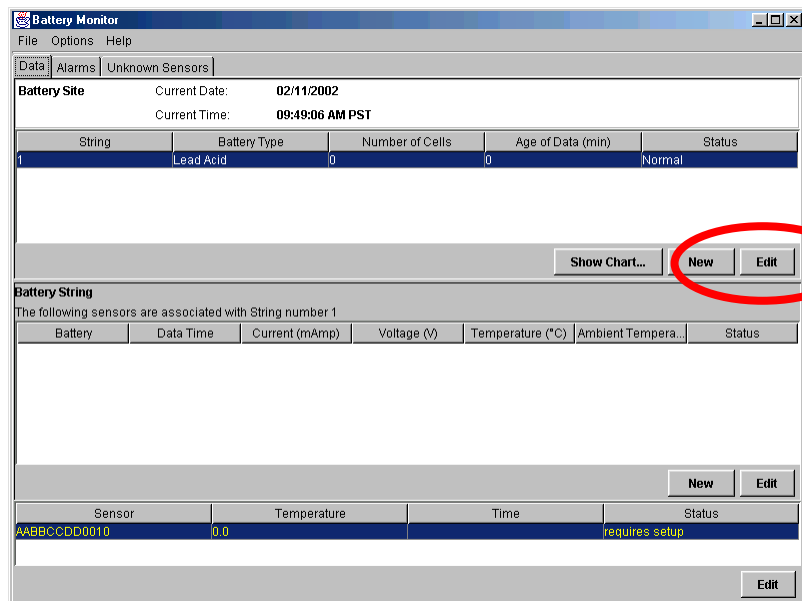 Battery Monitor
File Options Help
Data Alarms Unknown Sensors
Battery Site Current Date: 02/11/2002
Current Time: 09:49:06 AM PST
String Battery Type Number of Cells Age of Data (min) Status
1 Lead Acid 0 0 Normal
Show Chart... New Edit
Battery String
The following sensors are associated with String number 1
Battery Data Time Current (mAmp) Voltage (V) Temperature (°C) Ambient Tempera... Status
New Edit
Sensor Temperature Time Status
AABBCCDD0010 0.0 requires setup
Edit